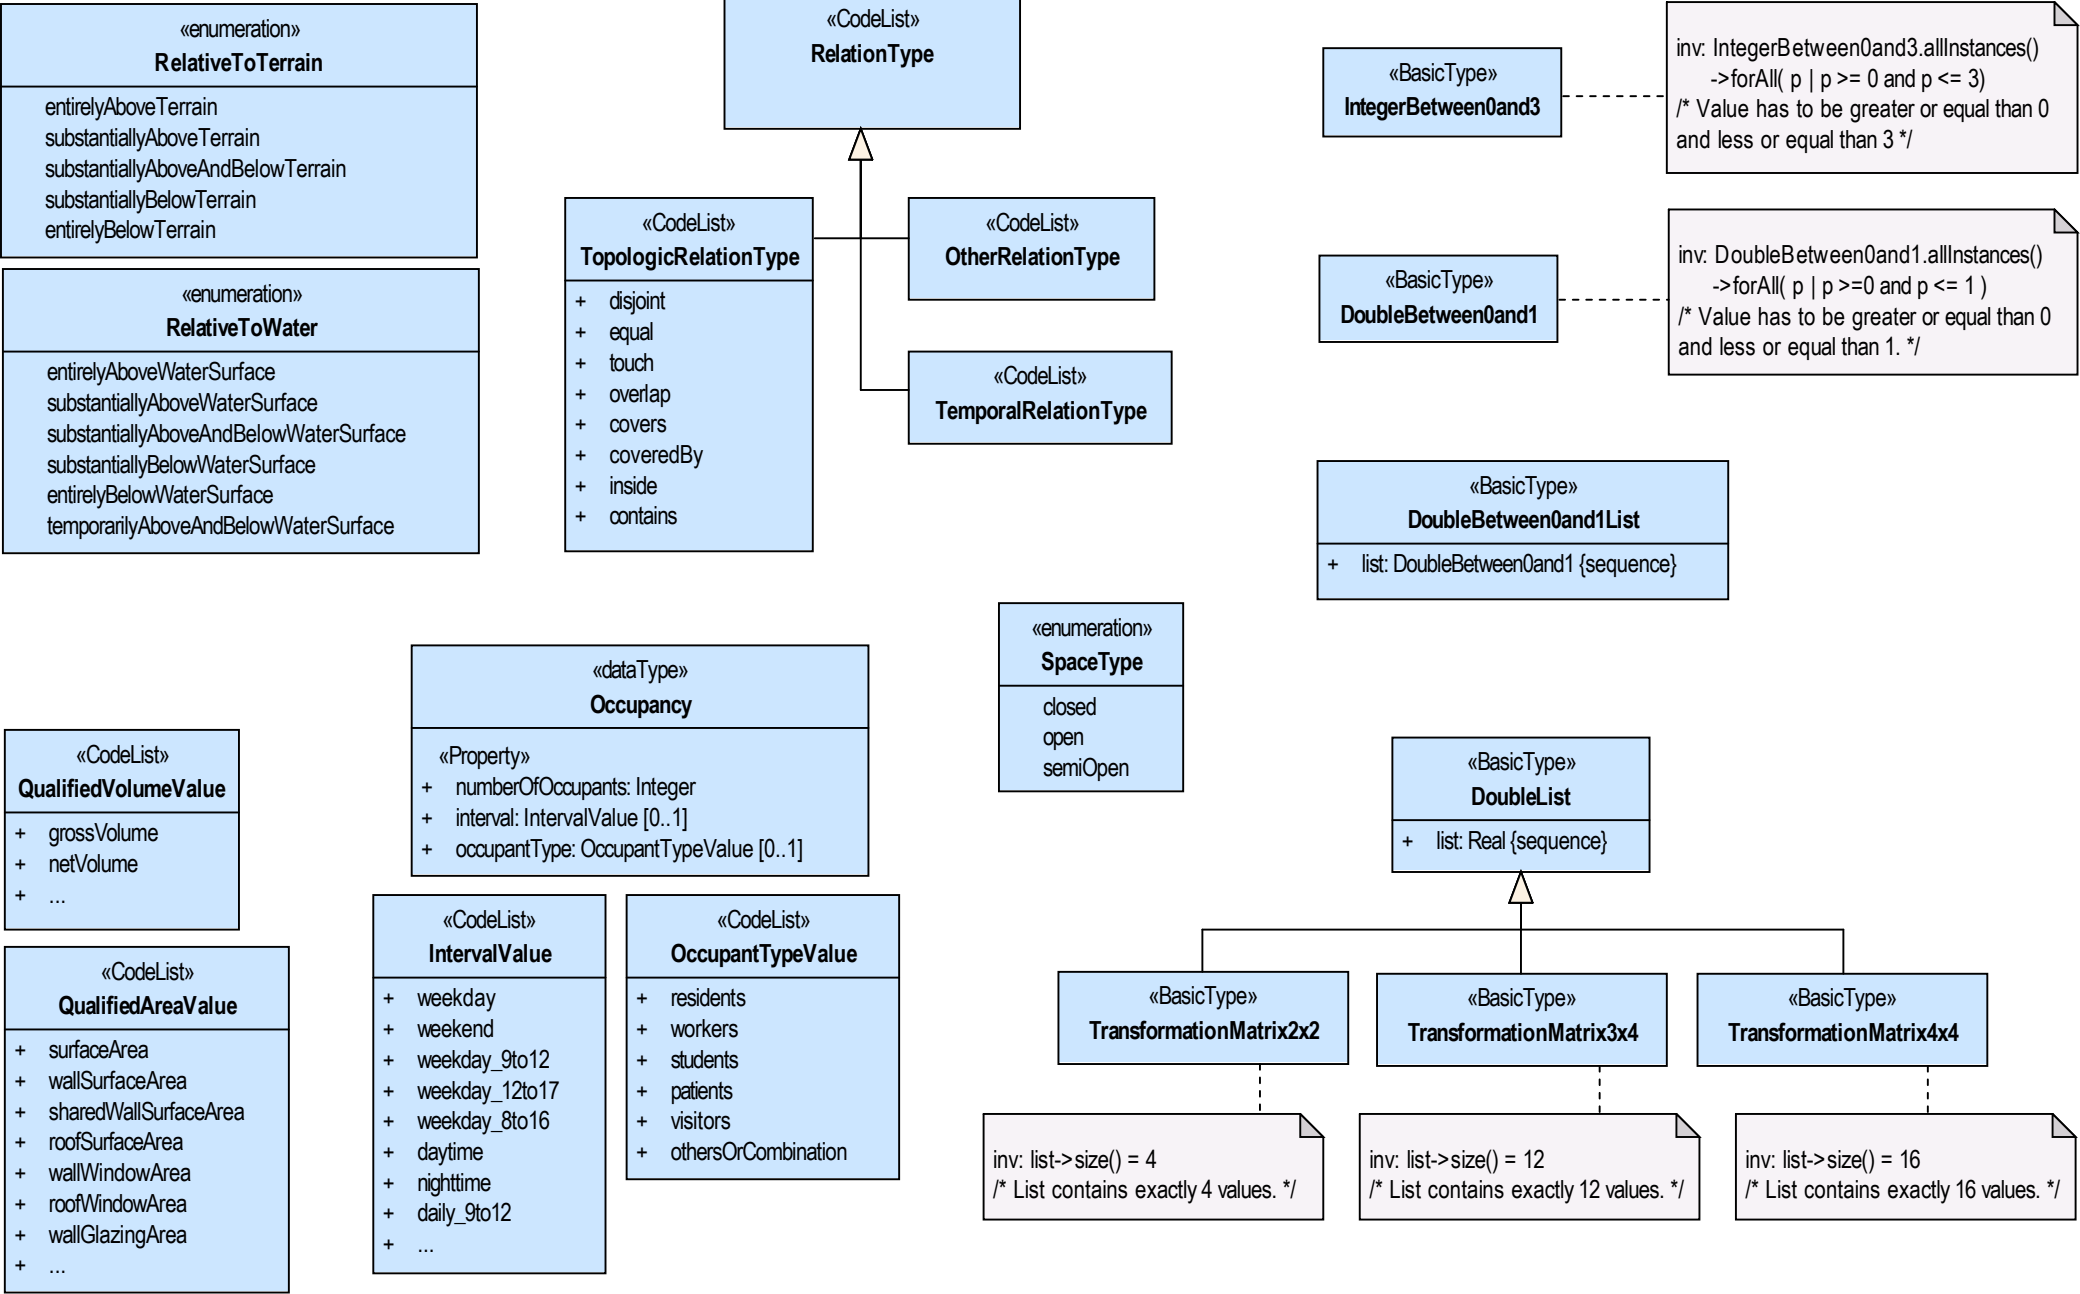 «enumeration»
RelativeToTerrain
entirelyAboveTerrain
substantiallyAboveTerrain
substantiallyAboveAndBelowTerrain
substantiallyBelowTerrain
entirelyBelowTerrain
«enumeration»
RelativeToWater
entirelyAboveWaterSurface
substantiallyAboveWaterSurface
substantiallyAboveAndBelowWaterSurface
substantiallyBelowWaterSurface
entirelyBelowWaterSurface
temporarilyAboveAndBelowWaterSurface
«CodeList»
RelationType
«CodeList»
TopologicRelationType
+ disjoint
+ equal
+ touch
+ overlap
+ covers
+ coveredBy
+ inside
+ contains
«CodeList»
OtherRelationType
«CodeList»
TemporalRelationType
«BasicType»
IntegerBetween0and3
inv: IntegerBetween0and3.allInstances()
->forAll( p | p >= 0 and p <= 3)
/* Value has to be greater or equal than 0
and less or equal than 3 */
«BasicType»
DoubleBetween0and1
inv: DoubleBetween0and1.allInstances()
->forAll( p | p >=0 and p <= 1 )
/* Value has to be greater or equal than 0
and less or equal than 1. */
«BasicType»
DoubleBetween0and1List
+ list: DoubleBetween0and1 {sequence}
«enumeration»
SpaceType
closed
open
semiOpen
«dataType»
Occupancy
«Property»
+ numberOfOccupants: Integer
+ interval: IntervalValue [0..1]
+ occupantType: OccupantTypeValue [0..1]
«CodeList»
QualifiedVolumeValue
+ grossVolume
+ netVolume
+ ...
«CodeList»
QualifiedAreaValue
+ surfaceArea
+ wallSurfaceArea
+ sharedWallSurfaceArea
+ roofSurfaceArea
+ wallWindowArea
+ roofWindowArea
+ wallGlazingArea
+ ...
«CodeList»
IntervalValue
+ weekday
+ weekend
+ weekday_9to12
+ weekday_12to17
+ weekday_8to16
+ daytime
+ nighttime
+ daily_9to12
+ ...
«CodeList»
OccupantTypeValue
+ residents
+ workers
+ students
+ patients
+ visitors
+ othersOrCombination
«BasicType»
DoubleList
+ list: Real {sequence}
«BasicType»
TransformationMatrix2x2
«BasicType»
TransformationMatrix3x4
«BasicType»
TransformationMatrix4x4
inv: list->size() = 4
/* List contains exactly 4 values. */
inv: list->size() = 12
/* List contains exactly 12 values. */
inv: list->size() = 16
/* List contains exactly 16 values. */